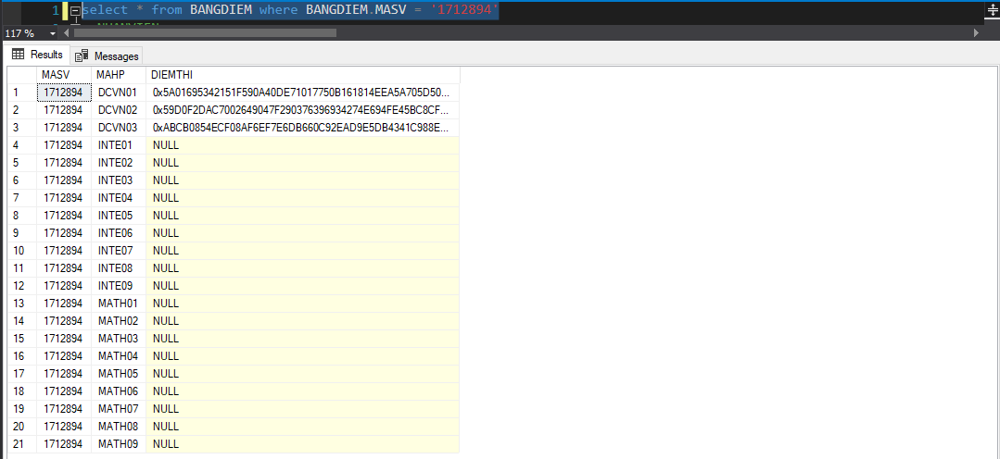 1 select * from BANGDIEM where BANGDIEM.MASV = '1712894'
117 %
Results Messages
MASV MAHP DIEMTHI
1 1712894 DCVN01 0x5A01695342151F590A40DE71017750B161814EEA5A705D50...
2 1712894 DCVN02 0x59D0F2DAC7002649047F290376396934274E694FE45BC8CF...
3 1712894 DCVN03 0xABCB0854ECF08AF6EF7E6DB660C92EAD9E5DB4341C988E...
4 1712894 INTE01 NULL
5 1712894 INTE02 NULL
6 1712894 INTE03 NULL
7 1712894 INTE04 NULL
8 1712894 INTE05 NULL
9 1712894 INTE06 NULL
10 1712894 INTE07 NULL
11 1712894 INTE08 NULL
12 1712894 INTE09 NULL
13 1712894 MATH01 NULL
14 1712894 MATH02 NULL
15 1712894 MATH03 NULL
16 1712894 MATH04 NULL
17 1712894 MATH05 NULL
18 1712894 MATH06 NULL
19 1712894 MATH07 NULL
20 1712894 MATH08 NULL
21 1712894 MATH09 NULL